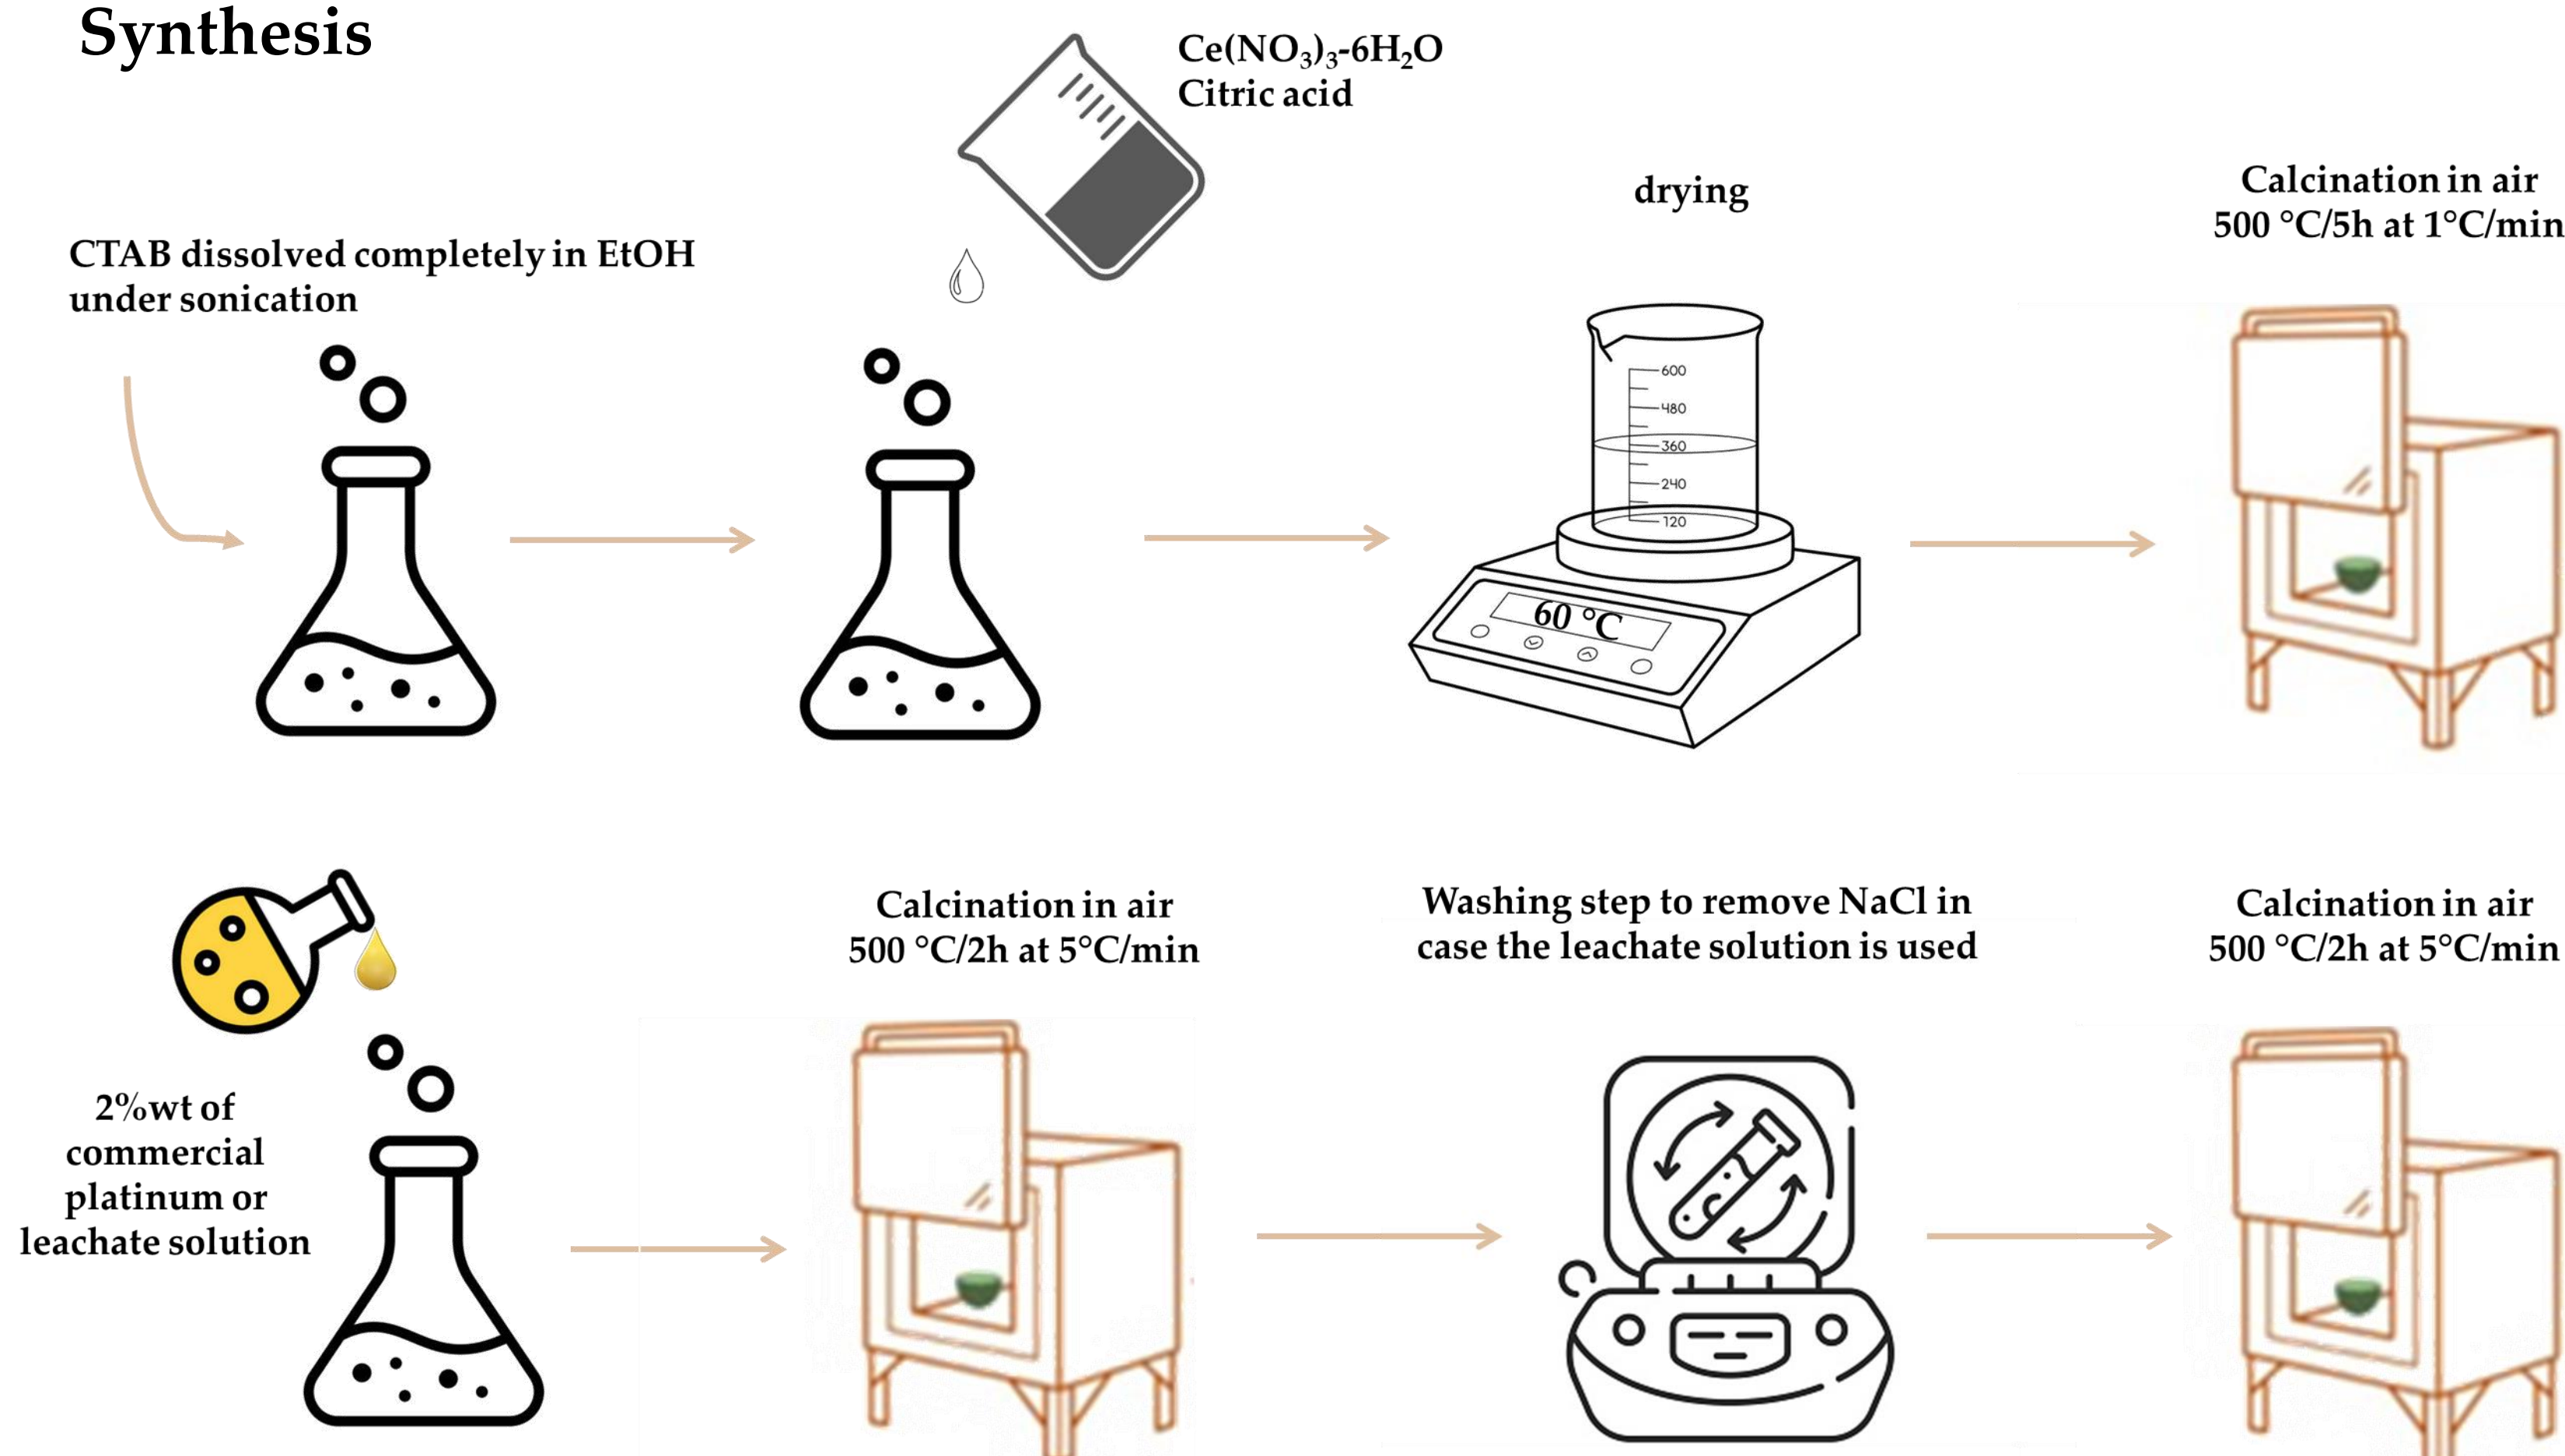 Synthesis
Ce(NO₃)₃-6H₂O
Citric acid
drying
Calcination in air
500 °C/5h at 1°C/min
CTAB dissolved completely in EtOH
under sonication
600
480
360
240
120
60 °C
Calcination in air
500 °C/2h at 5°C/min
Washing step to remove NaCl in
case the leachate solution is used
Calcination in air
500 °C/2h at 5°C/min
2%wt of
commercial
platinum or
leachate solution